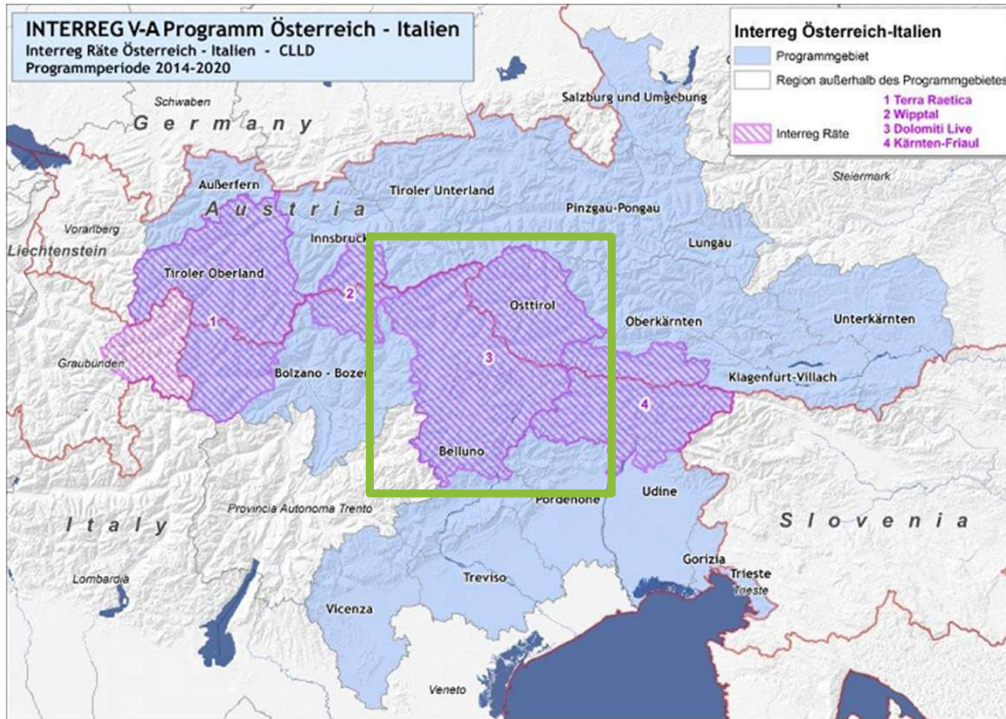 INTERREG V-A Programm Österreich - Italien
Interreg Räte Österreich - Italien - CLLD
Programmperiode 2014-2020
Interreg Österreich-Italien
Programmgebiet
Region außerhalb des Programmgebietes
Interreg Räte
1 Terra Raetica
2 Wipptal
3 Dolomiti Live
4 Kärnten-Friaul
Salzburg und Umgebung
Schwaben
Germany
Steiermark
Außerfern
Tiroler Unterland
Austria
Pinzgau-Pongau
Vorarlberg
Innsbruck
Lungau
Liechtenstein
Tiroler Oberland
2
Osttirol
1
Oberkärnten
Unterkärnten
3
Graubünden
Bolzano - Bozen
Klagenfurt-Villach
4
Belluno
Pordenone
Udine
Provincia Autonoma Trento
Italy
Slovenia
Gorizia
Lombardia
Treviso
Trieste
Trieste
Vicenza
Veneto